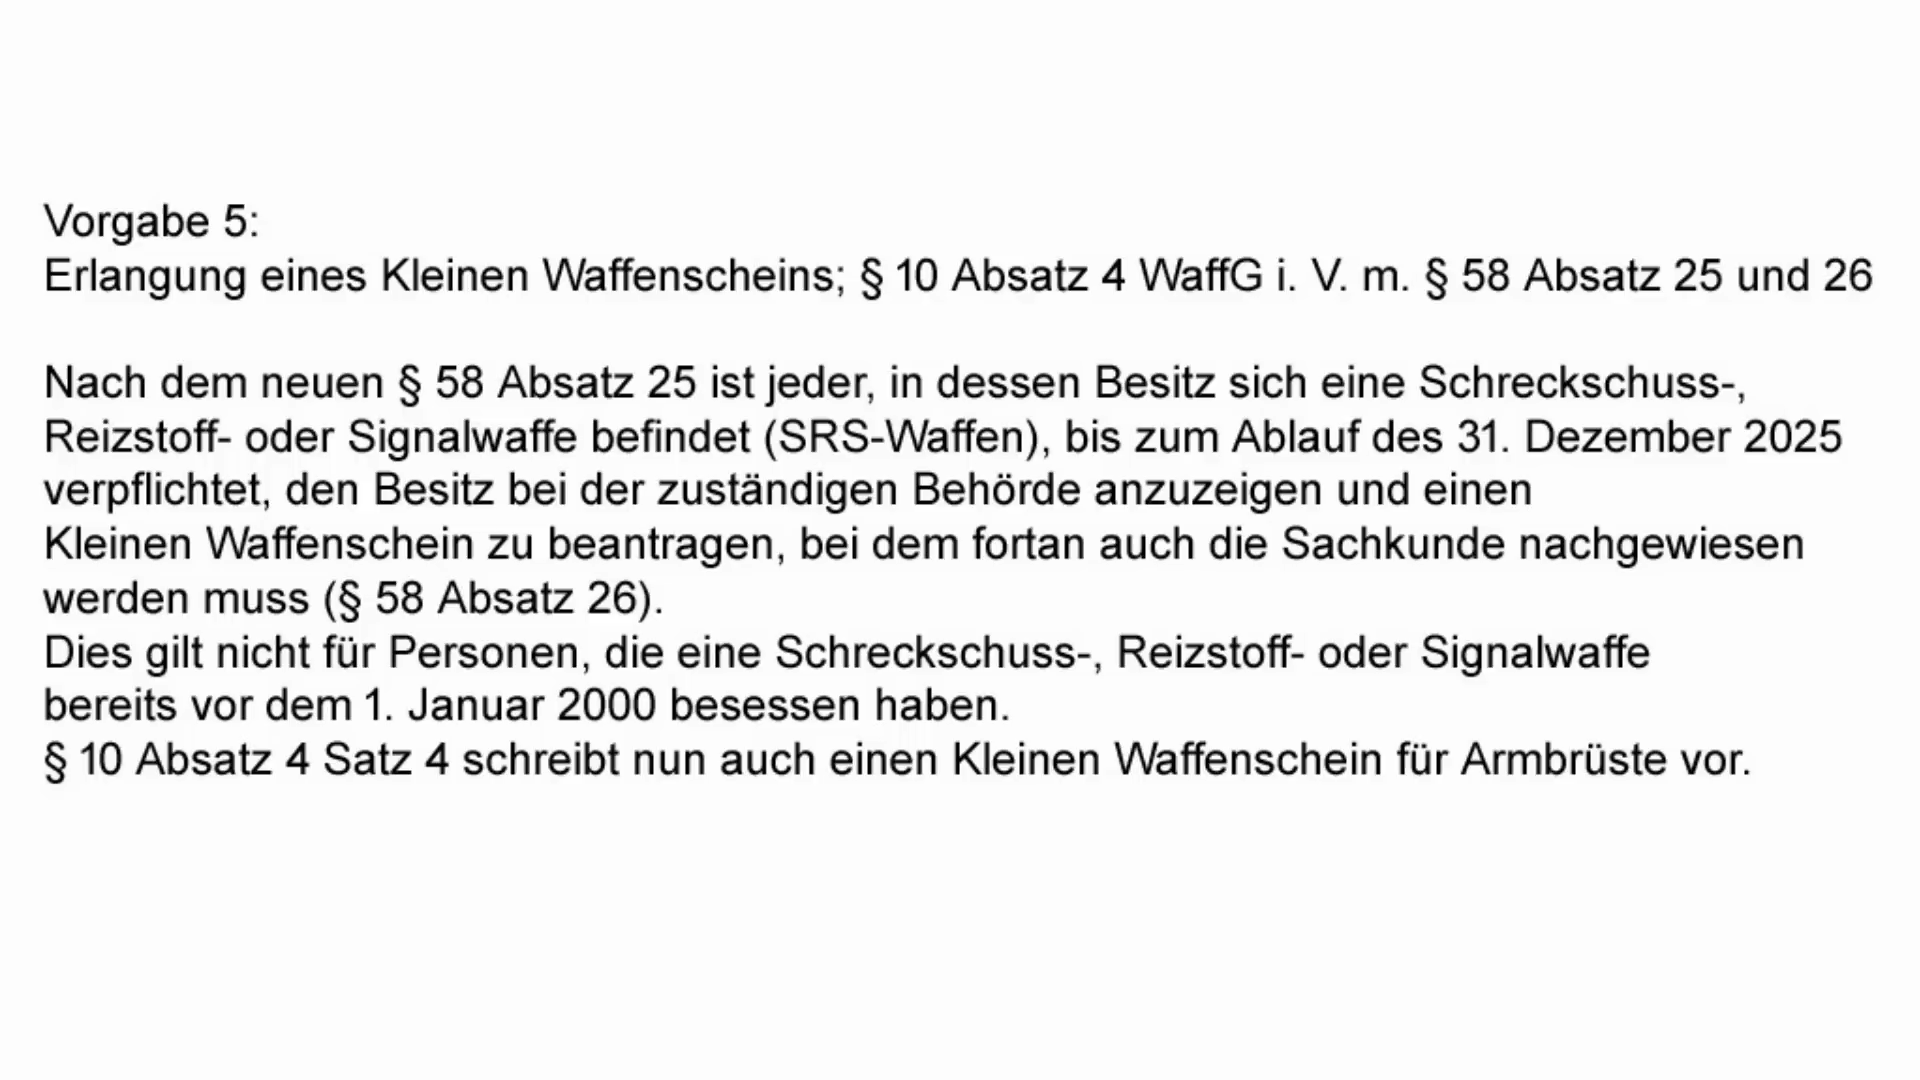 Vorgabe 5:
Erlangung eines Kleinen Waffenscheins; § 10 Absatz 4 WaffG i. V. m. § 58 Absatz 25 und 26
Nach dem neuen § 58 Absatz 25 ist jeder, in dessen Besitz sich eine Schreckschuss-,
Reizstoff- oder Signalwaffe befindet (SRS-Waffen), bis zum Ablauf des 31. Dezember 2025
verpflichtet, den Besitz bei der zuständigen Behörde anzuzeigen und einen
Kleinen Waffenschein zu beantragen, bei dem fortan auch die Sachkunde nachgewiesen
werden muss (§ 58 Absatz 26).
Dies gilt nicht für Personen, die eine Schreckschuss-, Reizstoff- oder Signalwaffe
bereits vor dem 1. Januar 2000 besessen haben.
§ 10 Absatz 4 Satz 4 schreibt nun auch einen Kleinen Waffenschein für Armbrüste vor.